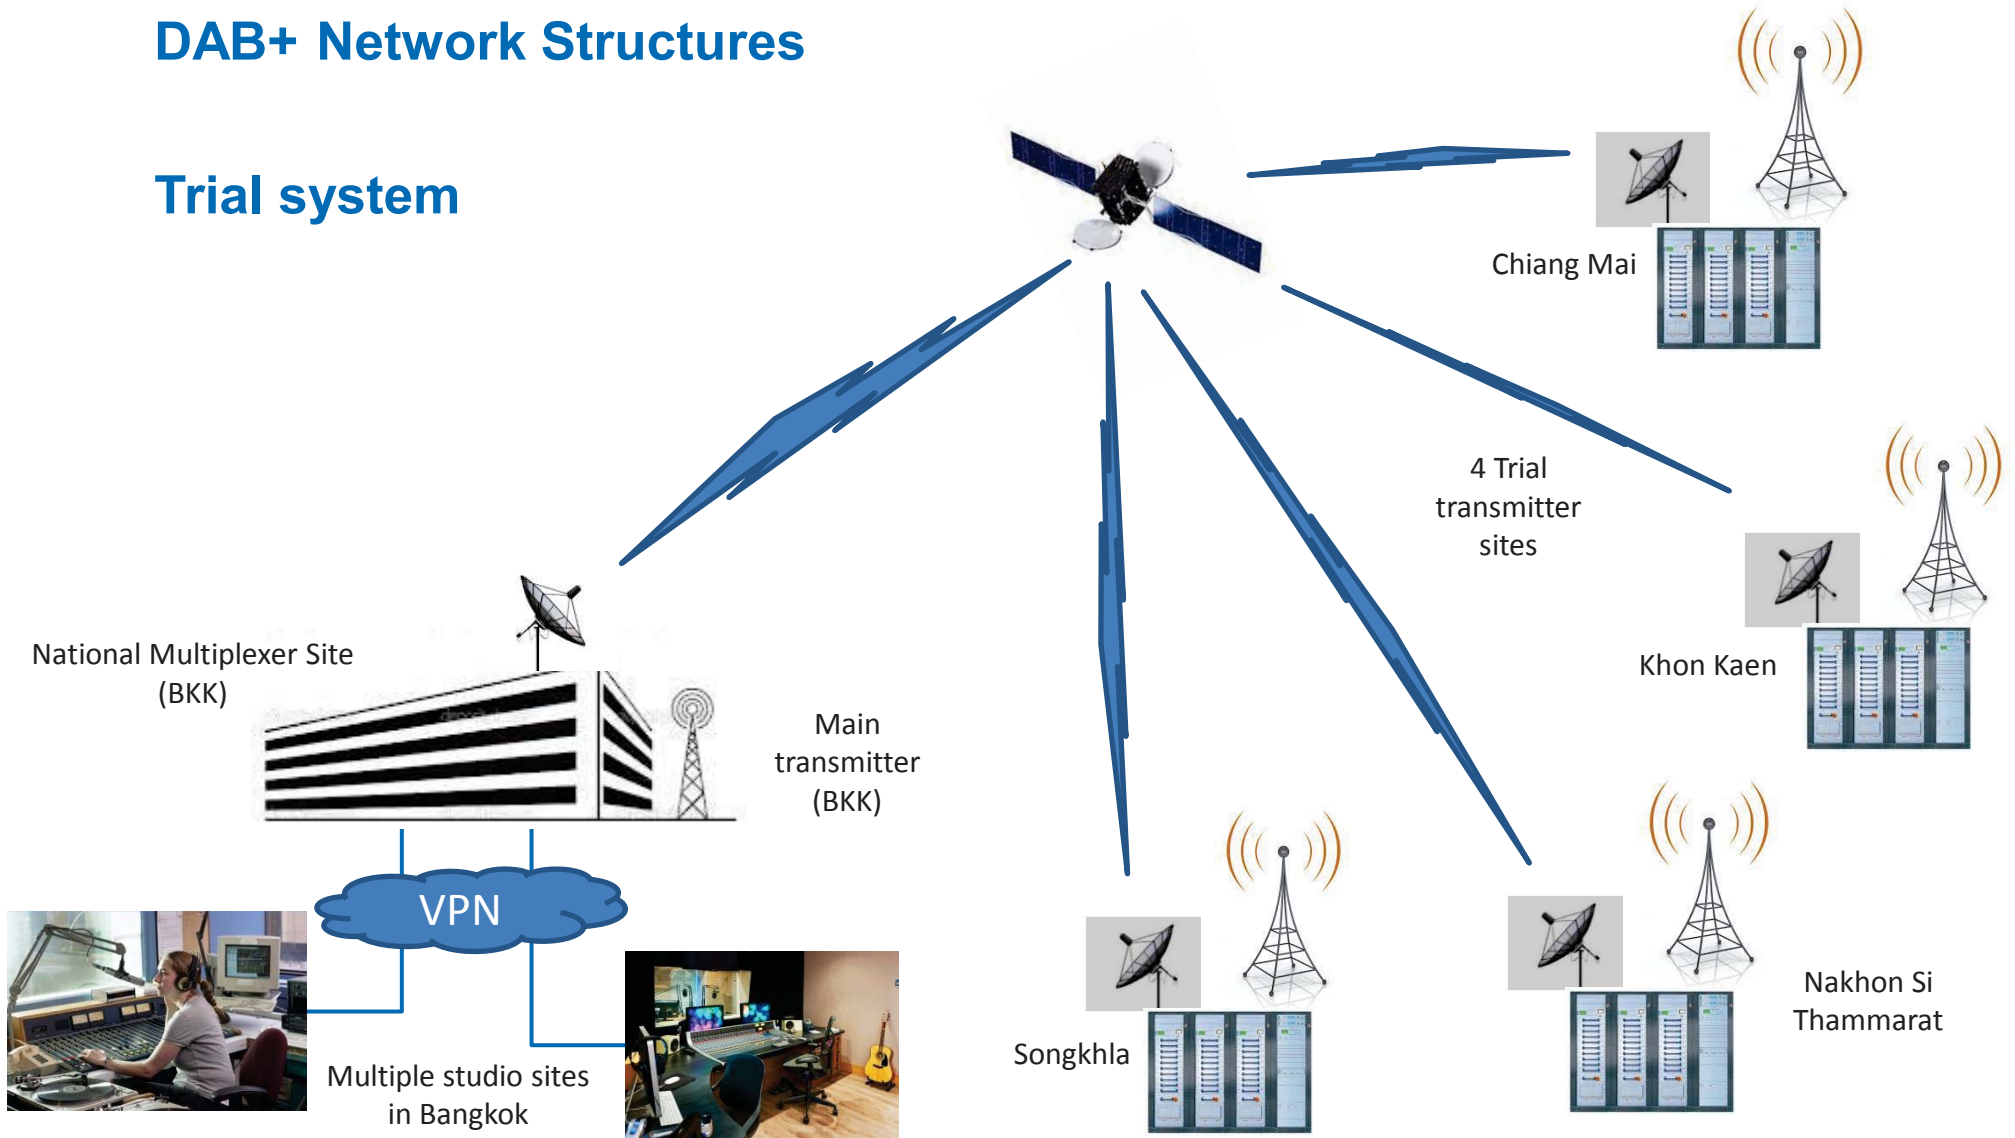 DAB+ Network Structures
Trial system
Chiang Mai
4 Trial
transmitter
sites
Khon Kaen
National Multiplexer Site
(BKK)
Main
transmitter
(BKK)
VPN
Nakhon Si
Thammarat
Songkhla
Multiple studio sites
in Bangkok